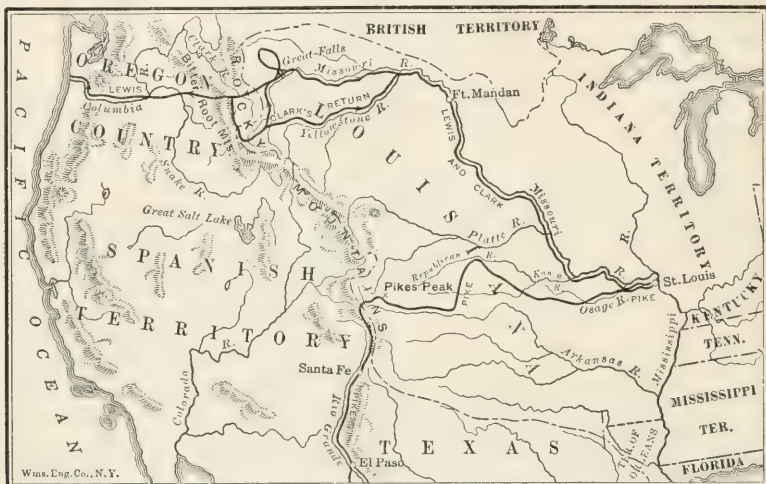 BRITISH TERRITORY
PACIFIC OCEAN
OREGON
COUNTRY
LEWIS
Columbia R.
Clark's
Bitter Root Mts.
ROCKY MOUNTAINS
Great-Falls
Missouri R.
Ft. Mandan
CLARK'S RETURN
Yellowstone R.
LOUISIANA
LEWIS AND CLARK
Missouri R.
INDIANA TERRITORY
Snake R.
Great Salt Lake
SPANISH
TERRITORY
Platte R.
Republican R.
Pikes Peak
PIKE
St. Louis
Osage R.
PIKE
KENTUCKY
TENN.
Arkansas R.
Mississippi R.
MISSISSIPPI
TER.
Santa Fe
Colorado R.
Rio Grande
TEXAS
El Paso
TER. OF
ORLEANS
FLORIDA
Wms. Eng. Co., N.Y.